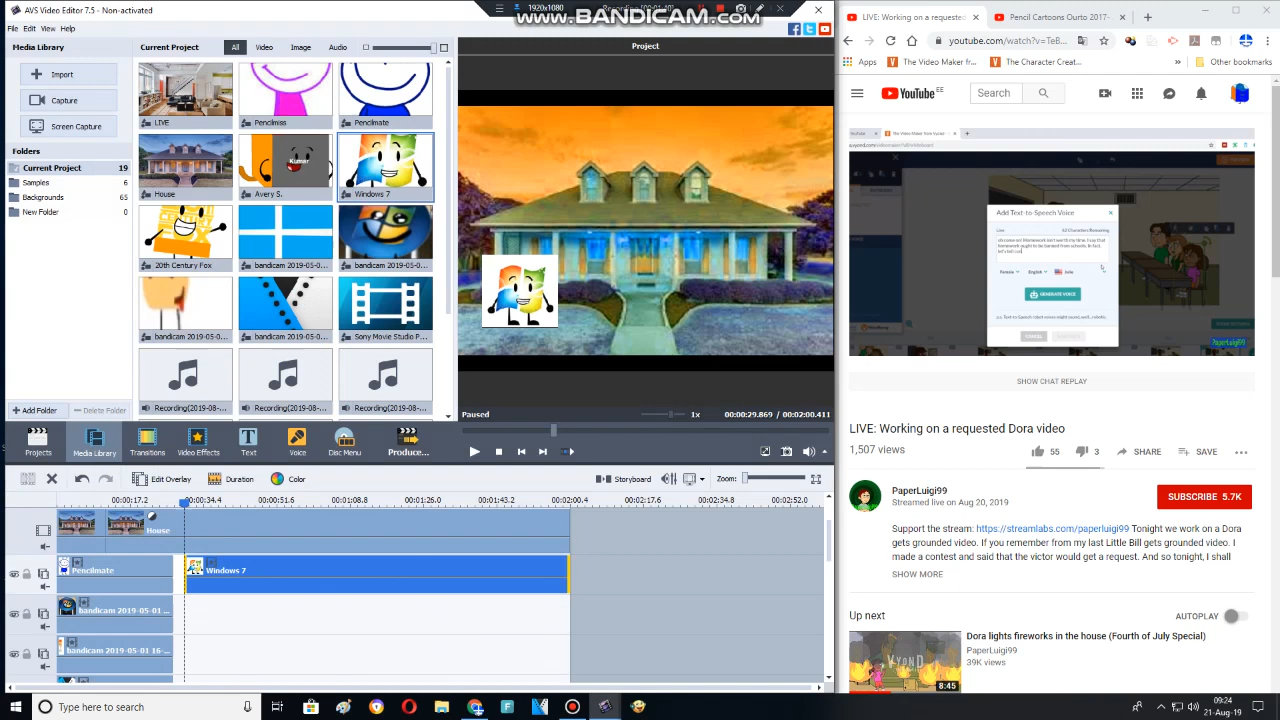 AVS Video Editor 7.5 - Non-activated
1920x1080
www.BANDICAM.com
File Edit View Help
Media Library
Import
Capture
Screen Capture
Folders
Current Project 19
Samples 6
Backgrounds 65
New Folder 0
Add Folder
Delete Folder
Current Project
All
Video
Image
Audio
LIVE
Pencilmiss
Pencilmate
House
Avery S.
Kumar
Windows 7
20th Century Fox
bandicam 2019-05-0...
bandicam 2019-05-0...
bandicam 2019-05-0...
bandicam 2019-05-0...
Sony Movie Studio P...
Recording(2019-08-...
Recording(2019-08-...
Recording(2019-08-...
Project
Paused
1x
00:00:29.869 / 00:02:00.411
Projects
Media Library
Transitions
Video Effects
Text
Voice
Disc Menu
Produce...
Edit Overlay
Duration
Color
Storyboard
Zoom:
00:00:17.2 00:00:34.4 00:00:51.6 00:01:08.8 00:01:26.0 00:01:43.2 00:02:00.4 00:02:17.6 00:02:34.8 00:02:52.0
House
Pencilmate
Windows 7
bandicam 2019-05-01 ...
bandicam 2019-05-01 16-...
LIVE: Working on a requested
Pencil Cartoons Ourto 2017-
youtube.com/watch?v=Te8...
Apps
The Video Maker fr...
The Character Creat...
Other bookmarks
YouTube EE
Search
Add Text-to-Speech Voice
GENERATE VOICE
PaperLuigi99
SHOW CHAT REPLAY
LIVE: Working on a requested Dora video
1,507 views
55
3
SHARE
SAVE
PaperLuigi99
Streamed live on Aug 20, 2019
SUBSCRIBE 5.7K
Support the stream: https://streamlabs.com/paperluigi99 Tonight we work on a Dora
gets grounded video. If you remember from my last Little Bill gets grounded video. I
made a contest and said that the victor would get a request. And so tonight, I shall
SHOW MORE
Up next
AUTOPLAY
Dora lights fireworks in the house (Fourth of July Special)
PaperLuigi99
39K views
VYOND
8:45
Type here to search
09:24
21-Aug-19